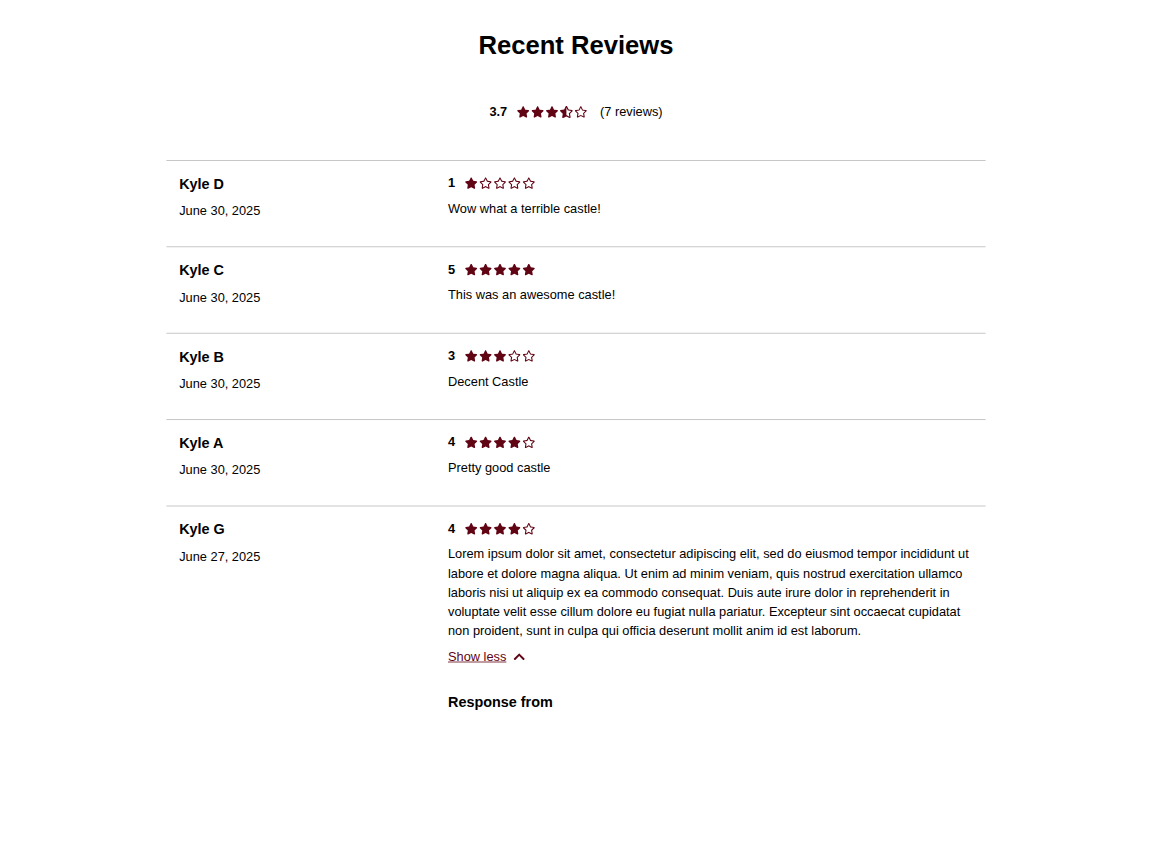 Recent Reviews
3.7 (7 reviews)
Kyle D
June 30, 2025
1
Wow what a terrible castle!
Kyle C
June 30, 2025
5
This was an awesome castle!
Kyle B
June 30, 2025
3
Decent Castle
Kyle A
June 30, 2025
4
Pretty good castle
Kyle G
June 27, 2025
4
Lorem ipsum dolor sit amet, consectetur adipiscing elit, sed do eiusmod tempor incididunt ut
labore et dolore magna aliqua. Ut enim ad minim veniam, quis nostrud exercitation ullamco
laboris nisi ut aliquip ex ea commodo consequat. Duis aute irure dolor in reprehenderit in
voluptate velit esse cillum dolore eu fugiat nulla pariatur. Excepteur sint occaecat cupidatat
non proident, sunt in culpa qui officia deserunt mollit anim id est laborum.
Show less
Response from